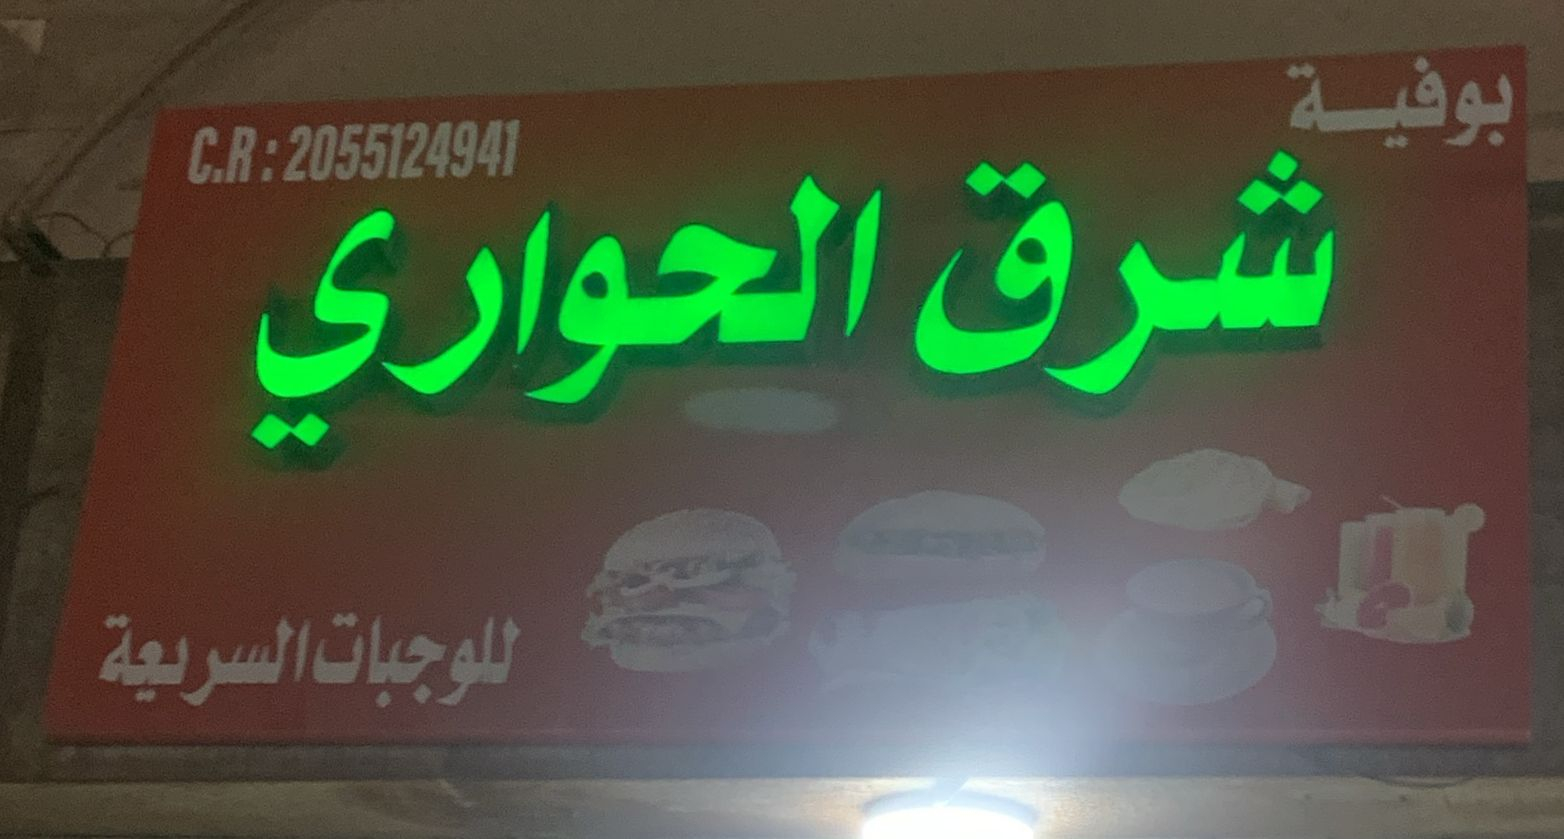 بوفية
C.R : 2055124941
شرق الحواري
للوجبات السريعة